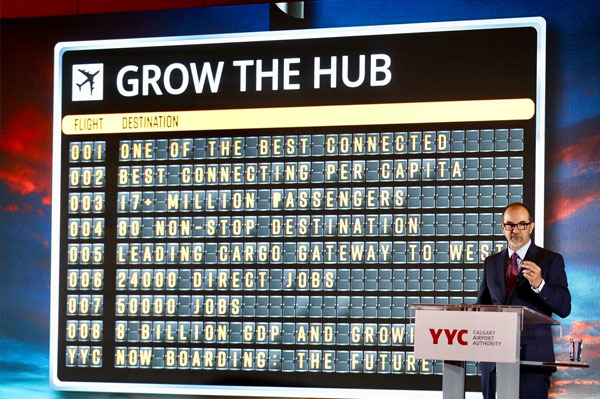 GROW THE HUB
FLIGHT DESTINATION
001 ONE OF THE BEST CONNECTED
002 BEST CONNECTING PER CAPITA
003 17+ MILLION PASSENGERS
004 80 NON-STOP DESTINATION
005 LEADING CARGO GATEWAY TO WEST
006 24000 DIRECT JOBS
007 50000 JOBS
008 8 BILLION GDP AND GROWI
YYC NOW BOARDING: THE FUTURE
YYC CALGARY
AIRPORT
AUTHORITY